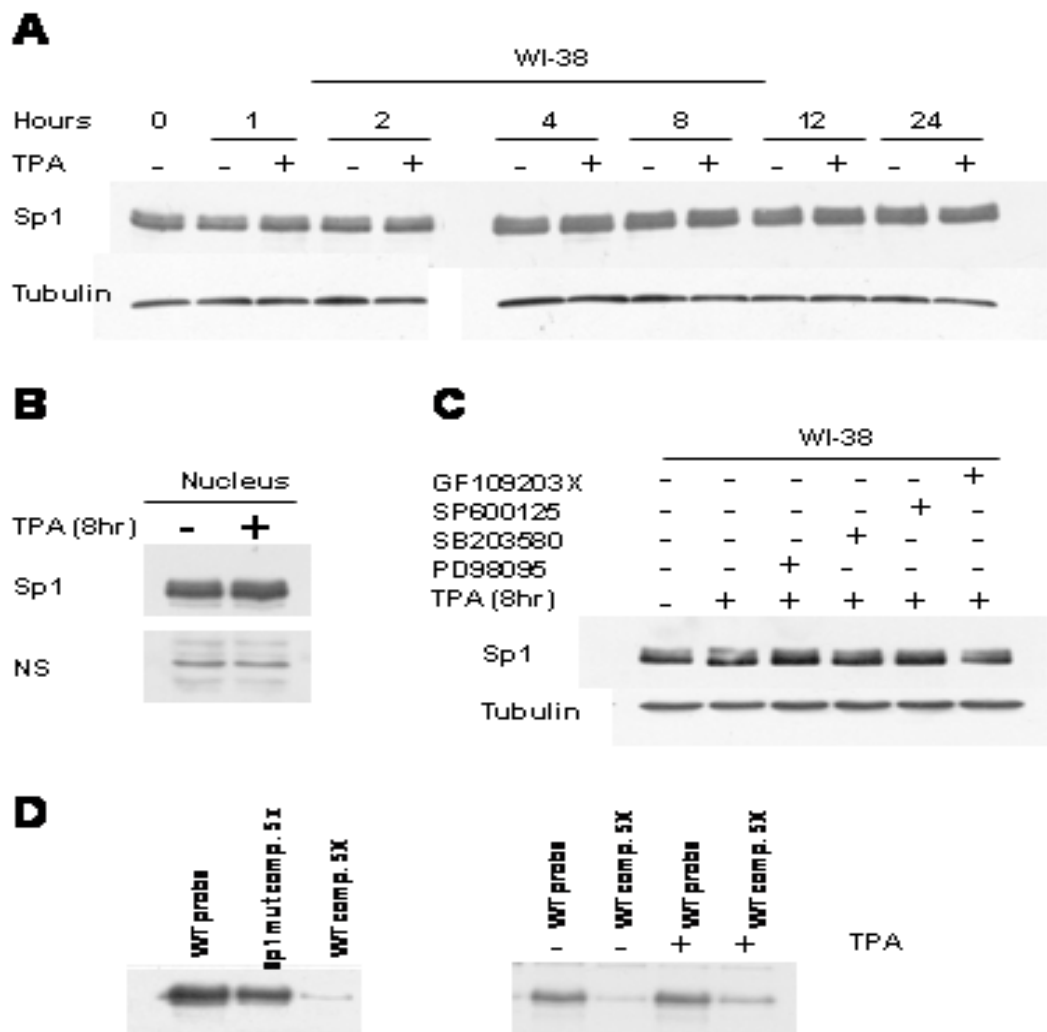 A
WI-38
Hours 0 1 2 4 8 12 24
TPA - - + - + - + - + - + - +
Sp1
Tubulin
B
Nucleus
TPA (8hr) - +
Sp1
NS
C
WI-38
GF109203X - - - - - +
SP600125 - - - - + -
SB203580 - - - + - -
PD98095 - - + - - -
TPA (8hr) - + + + + +
Sp1
Tubulin
D
WT probe
Sp1 mut comp. 5X
WT comp. 5X
WT probe
WT comp. 5X
WT probe
WT comp. 5X
- - + + TPA